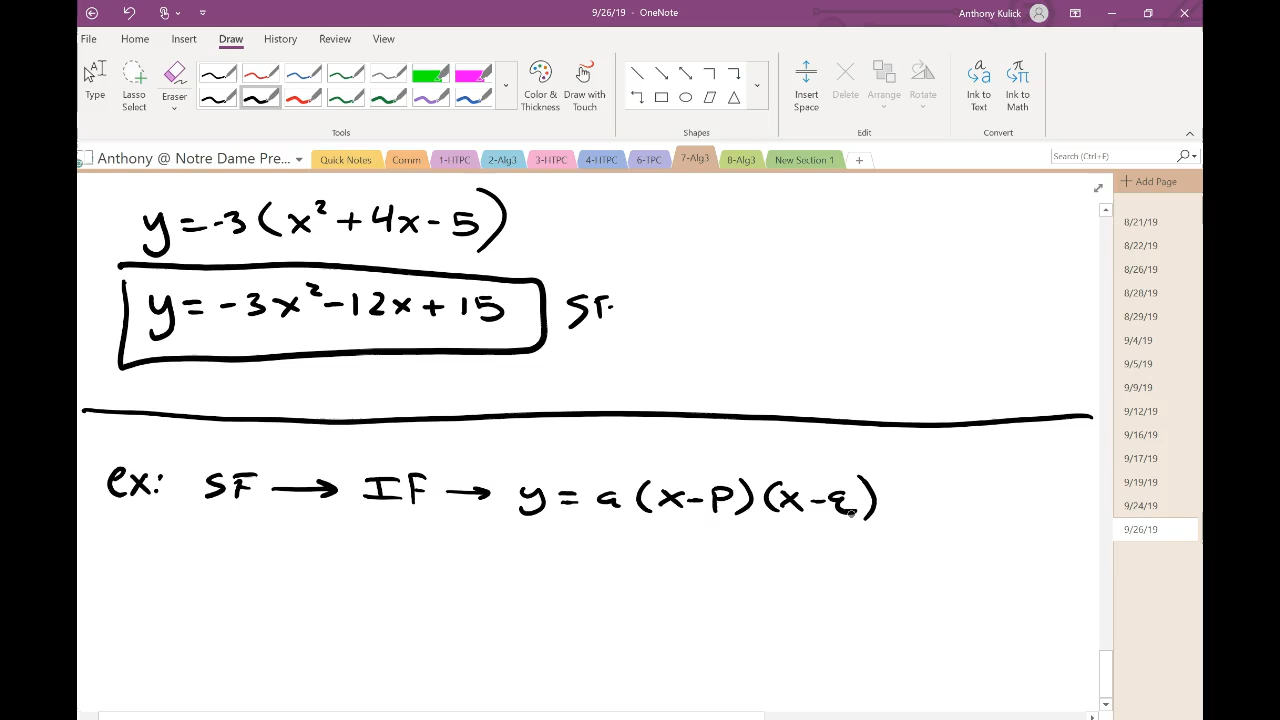 9/26/19 - OneNote
Anthony Kulick
File Home Insert Draw History Review View
Type
Lasso Select
Eraser
Color & Thickness
Draw with Touch
Insert Space
Delete
Arrange
Rotate
Ink to Text
Ink to Math
Tools
Shapes
Edit
Convert
Anthony @ Notre Dame Pre...
Quick Notes Comm 1-HTPC 2-Alg3 3-HTPC 4-HTPC 6-TPC 7-Alg3 8-Alg3 New Section 1 +
Search (Ctrl+F)
+ Add Page
8/21/19
8/22/19
8/26/19
8/28/19
8/29/19
9/4/19
9/5/19
9/9/19
9/12/19
9/16/19
9/17/19
9/19/19
9/24/19
9/26/19
y = -3(x² + 4x - 5)
y = -3x² - 12x + 15 SF
ex: SF → IF → y = a(x-p)(x-q)